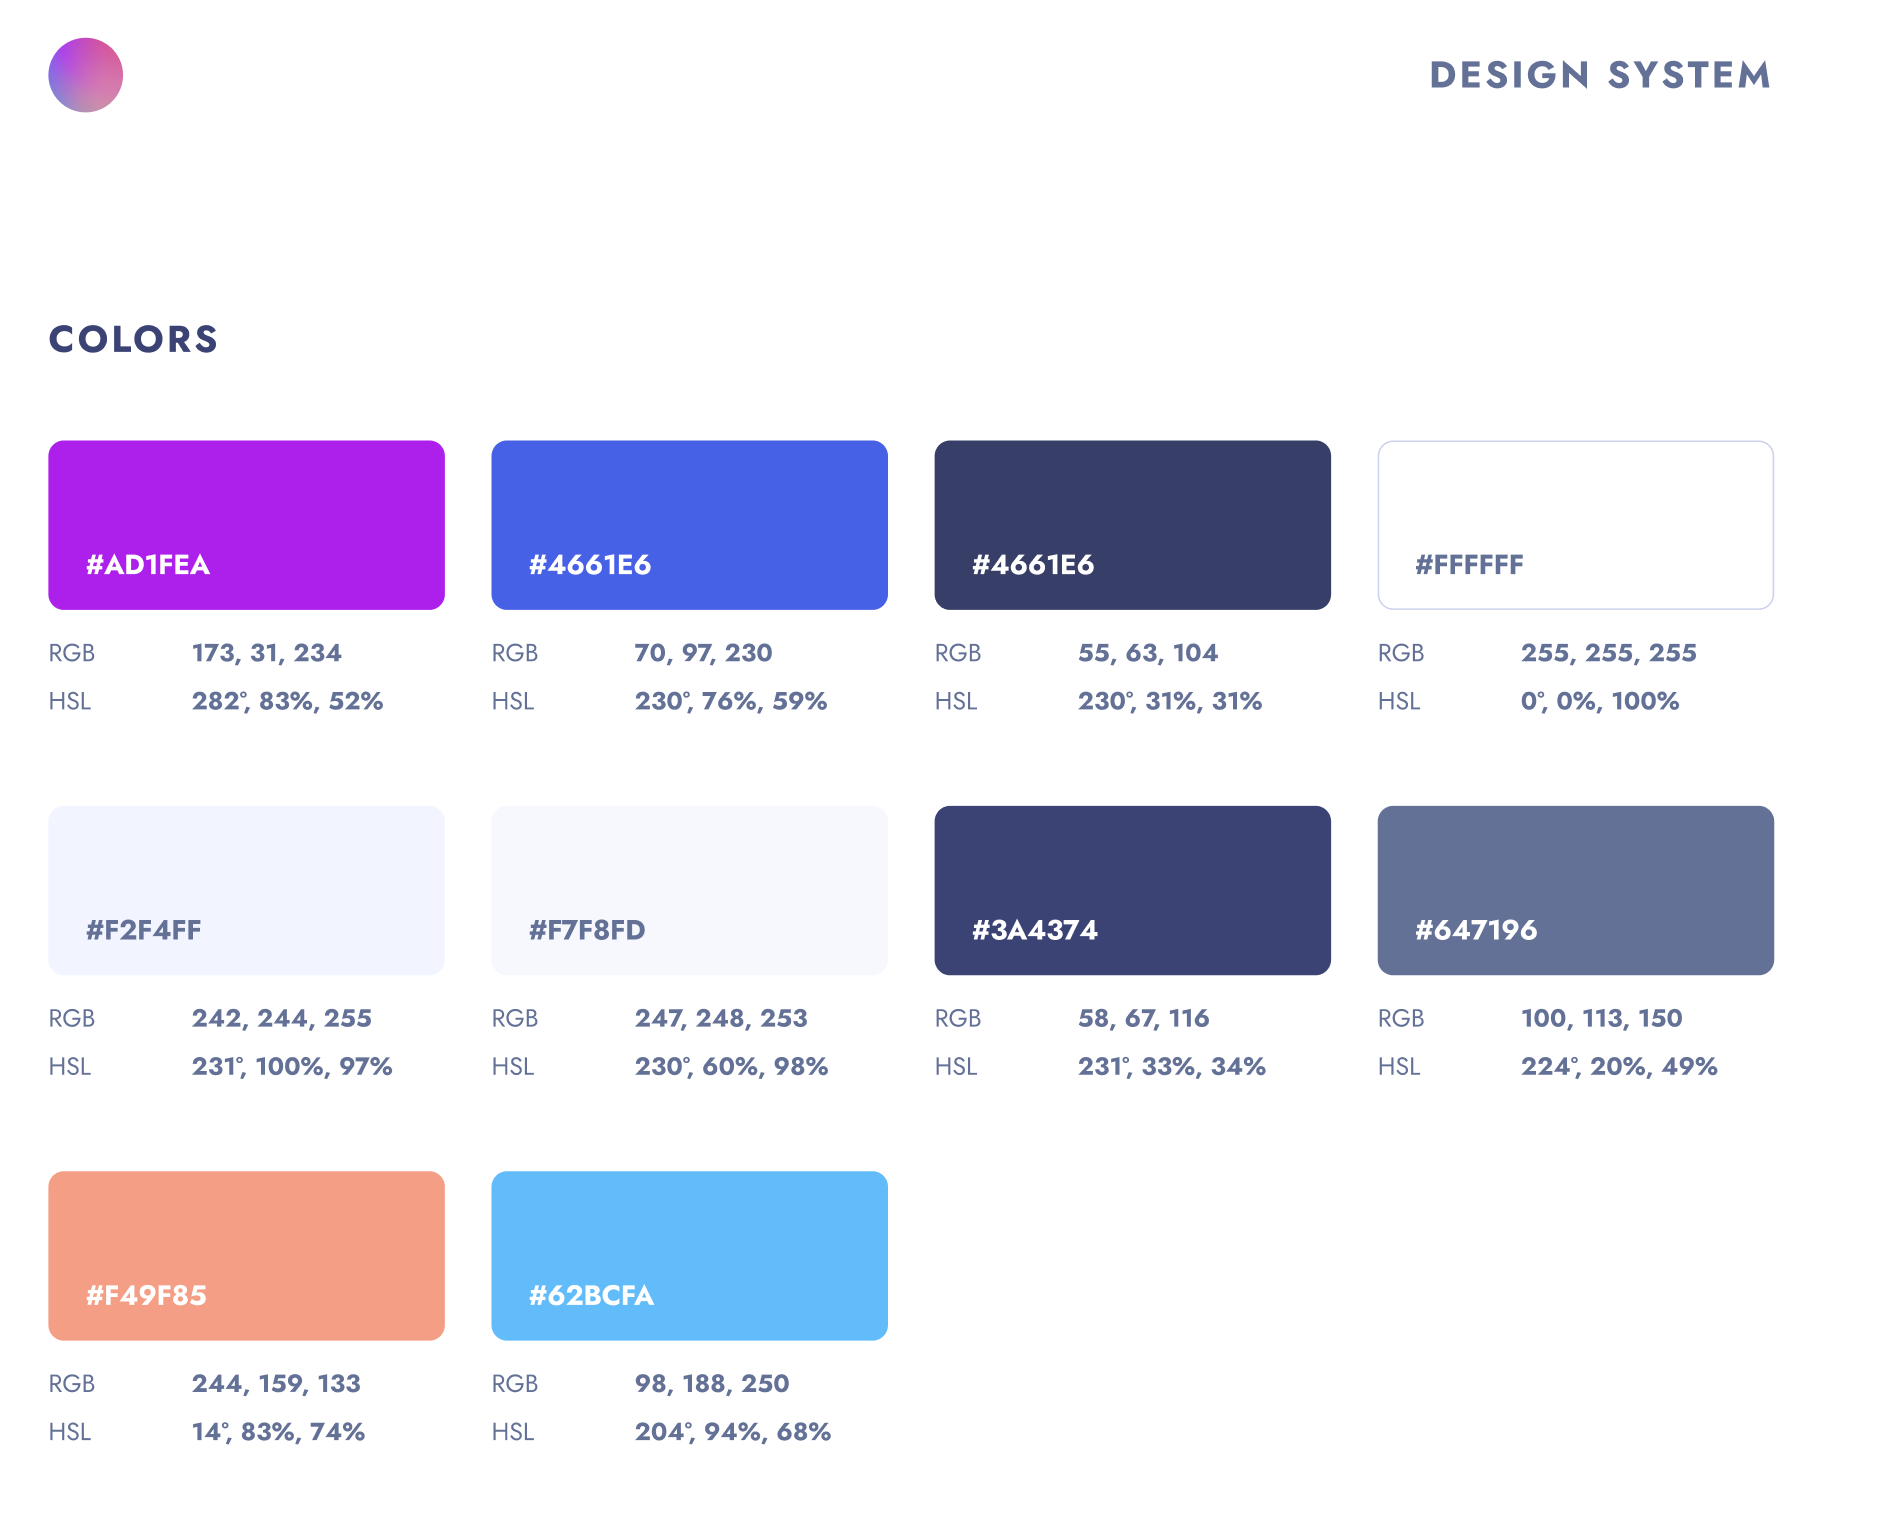 DESIGN SYSTEM
COLORS
#AD1FEA
RGB 173, 31, 234
HSL 282°, 83%, 52%
#4661E6
RGB 70, 97, 230
HSL 230°, 76%, 59%
#4661E6
RGB 55, 63, 104
HSL 230°, 31%, 31%
#FFFFFF
RGB 255, 255, 255
HSL 0°, 0%, 100%
#F2F4FF
RGB 242, 244, 255
HSL 231°, 100%, 97%
#F7F8FD
RGB 247, 248, 253
HSL 230°, 60%, 98%
#3A4374
RGB 58, 67, 116
HSL 231°, 33%, 34%
#647196
RGB 100, 113, 150
HSL 224°, 20%, 49%
#F49F85
RGB 244, 159, 133
HSL 14°, 83%, 74%
#62BCFA
RGB 98, 188, 250
HSL 204°, 94%, 68%